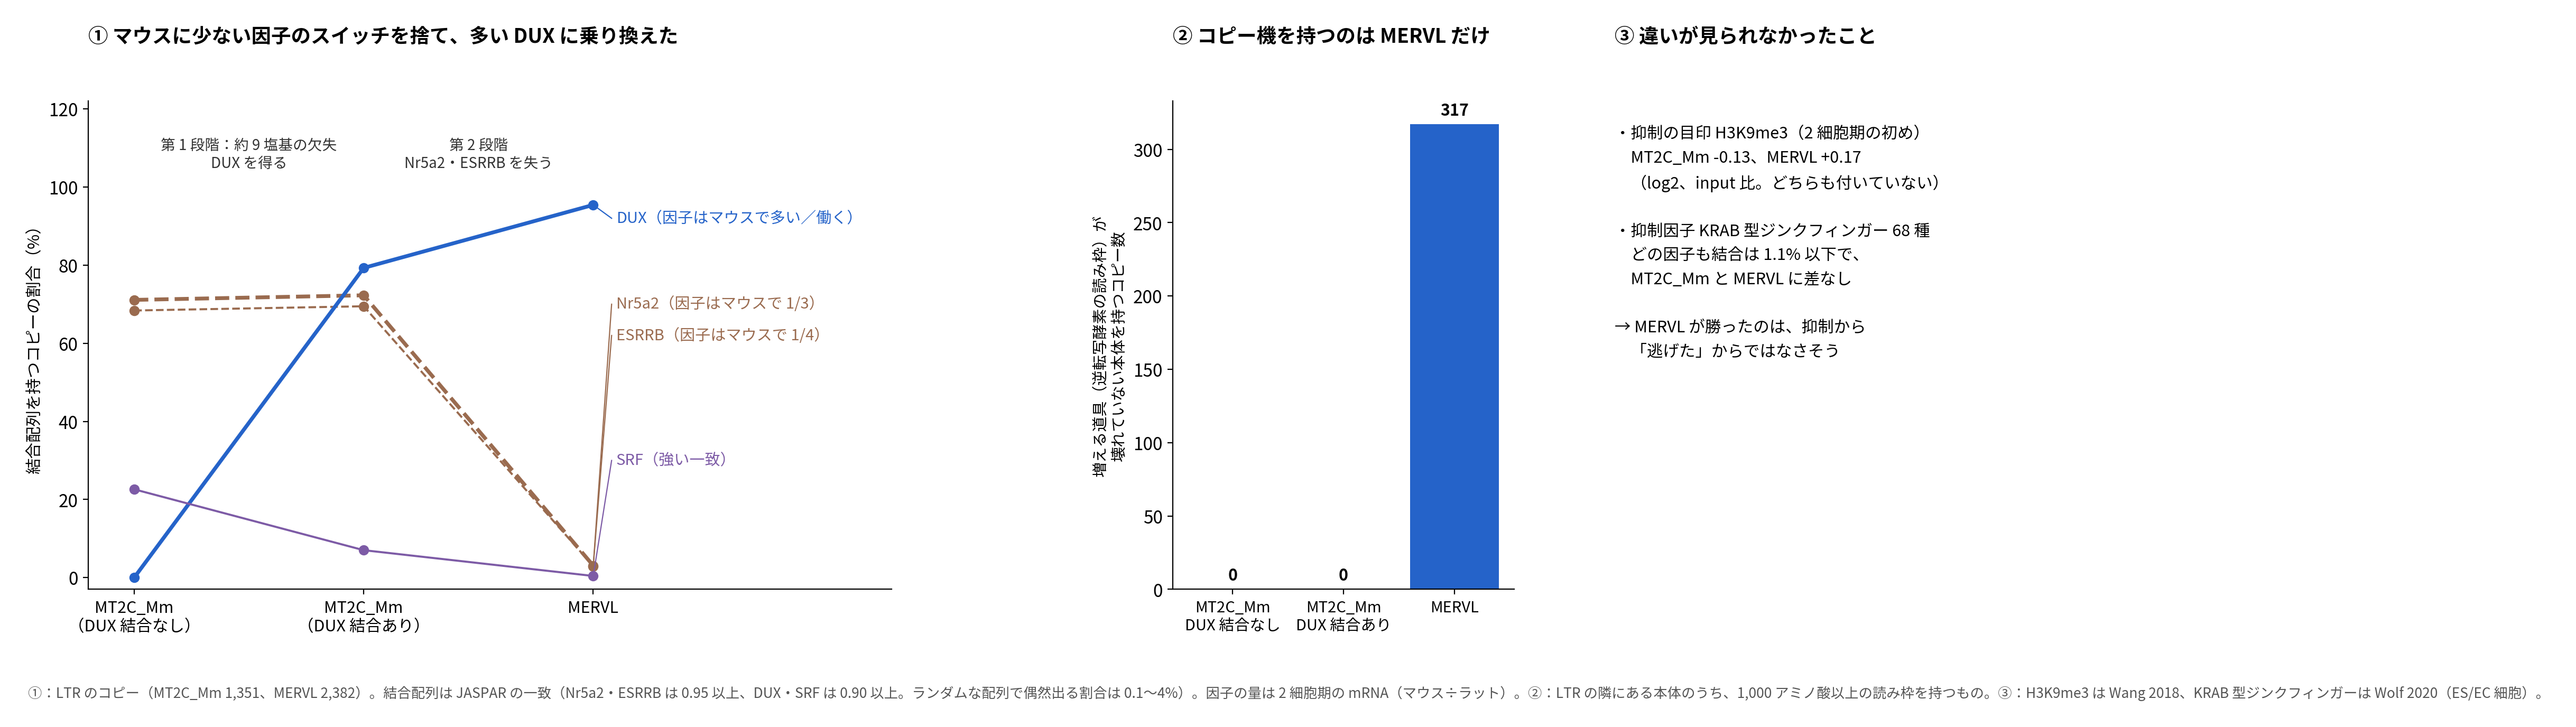 ① マウスに少ない因子のスイッチを捨て、多い DUX に乗り換えた
120
100
80
60
40
20
0
結合配列を持つコピーの割合（%）
第 1 段階：約 9 塩基の欠失
DUX を得る
第 2 段階
Nr5a2・ESRRB を失う
DUX（因子はマウスで多い／働く）
Nr5a2（因子はマウスで 1/3）
ESRRB（因子はマウスで 1/4）
SRF（強い一致）
MT2C_Mm
（DUX 結合なし）
MT2C_Mm
（DUX 結合あり）
MERVL
② コピー機を持つのは MERVL だけ
増える道具（逆転写酵素の読み枠）が
壊れていない本体を持つコピー数
300
250
200
150
100
50
0
0
0
317
MT2C_Mm
DUX 結合なし
MT2C_Mm
DUX 結合あり
MERVL
③ 違いが見られなかったこと
・抑制の目印 H3K9me3（2 細胞期の初め）
MT2C_Mm -0.13、MERVL +0.17
（log2、input 比。どちらも付いていない）
・抑制因子 KRAB 型ジンクフィンガー 68 種
どの因子も結合は 1.1% 以下で、
MT2C_Mm と MERVL に差なし
→ MERVL が勝ったのは、抑制から
「逃げた」からではなさそう
①：LTR のコピー（MT2C_Mm 1,351、MERVL 2,382）。結合配列は JASPAR の一致（Nr5a2・ESRRB は 0.95 以上、DUX・SRF は 0.90 以上。ランダムな配列で偶然出る割合は 0.1〜4%）。因子の量は 2 細胞期の mRNA（マウス÷ラット）。②：LTR の隣にある本体のうち、1,000 アミノ酸以上の読み枠を持つもの。③：H3K9me3 は Wang 2018、KRAB 型ジンクフィンガーは Wolf 2020（ES/EC 細胞）。